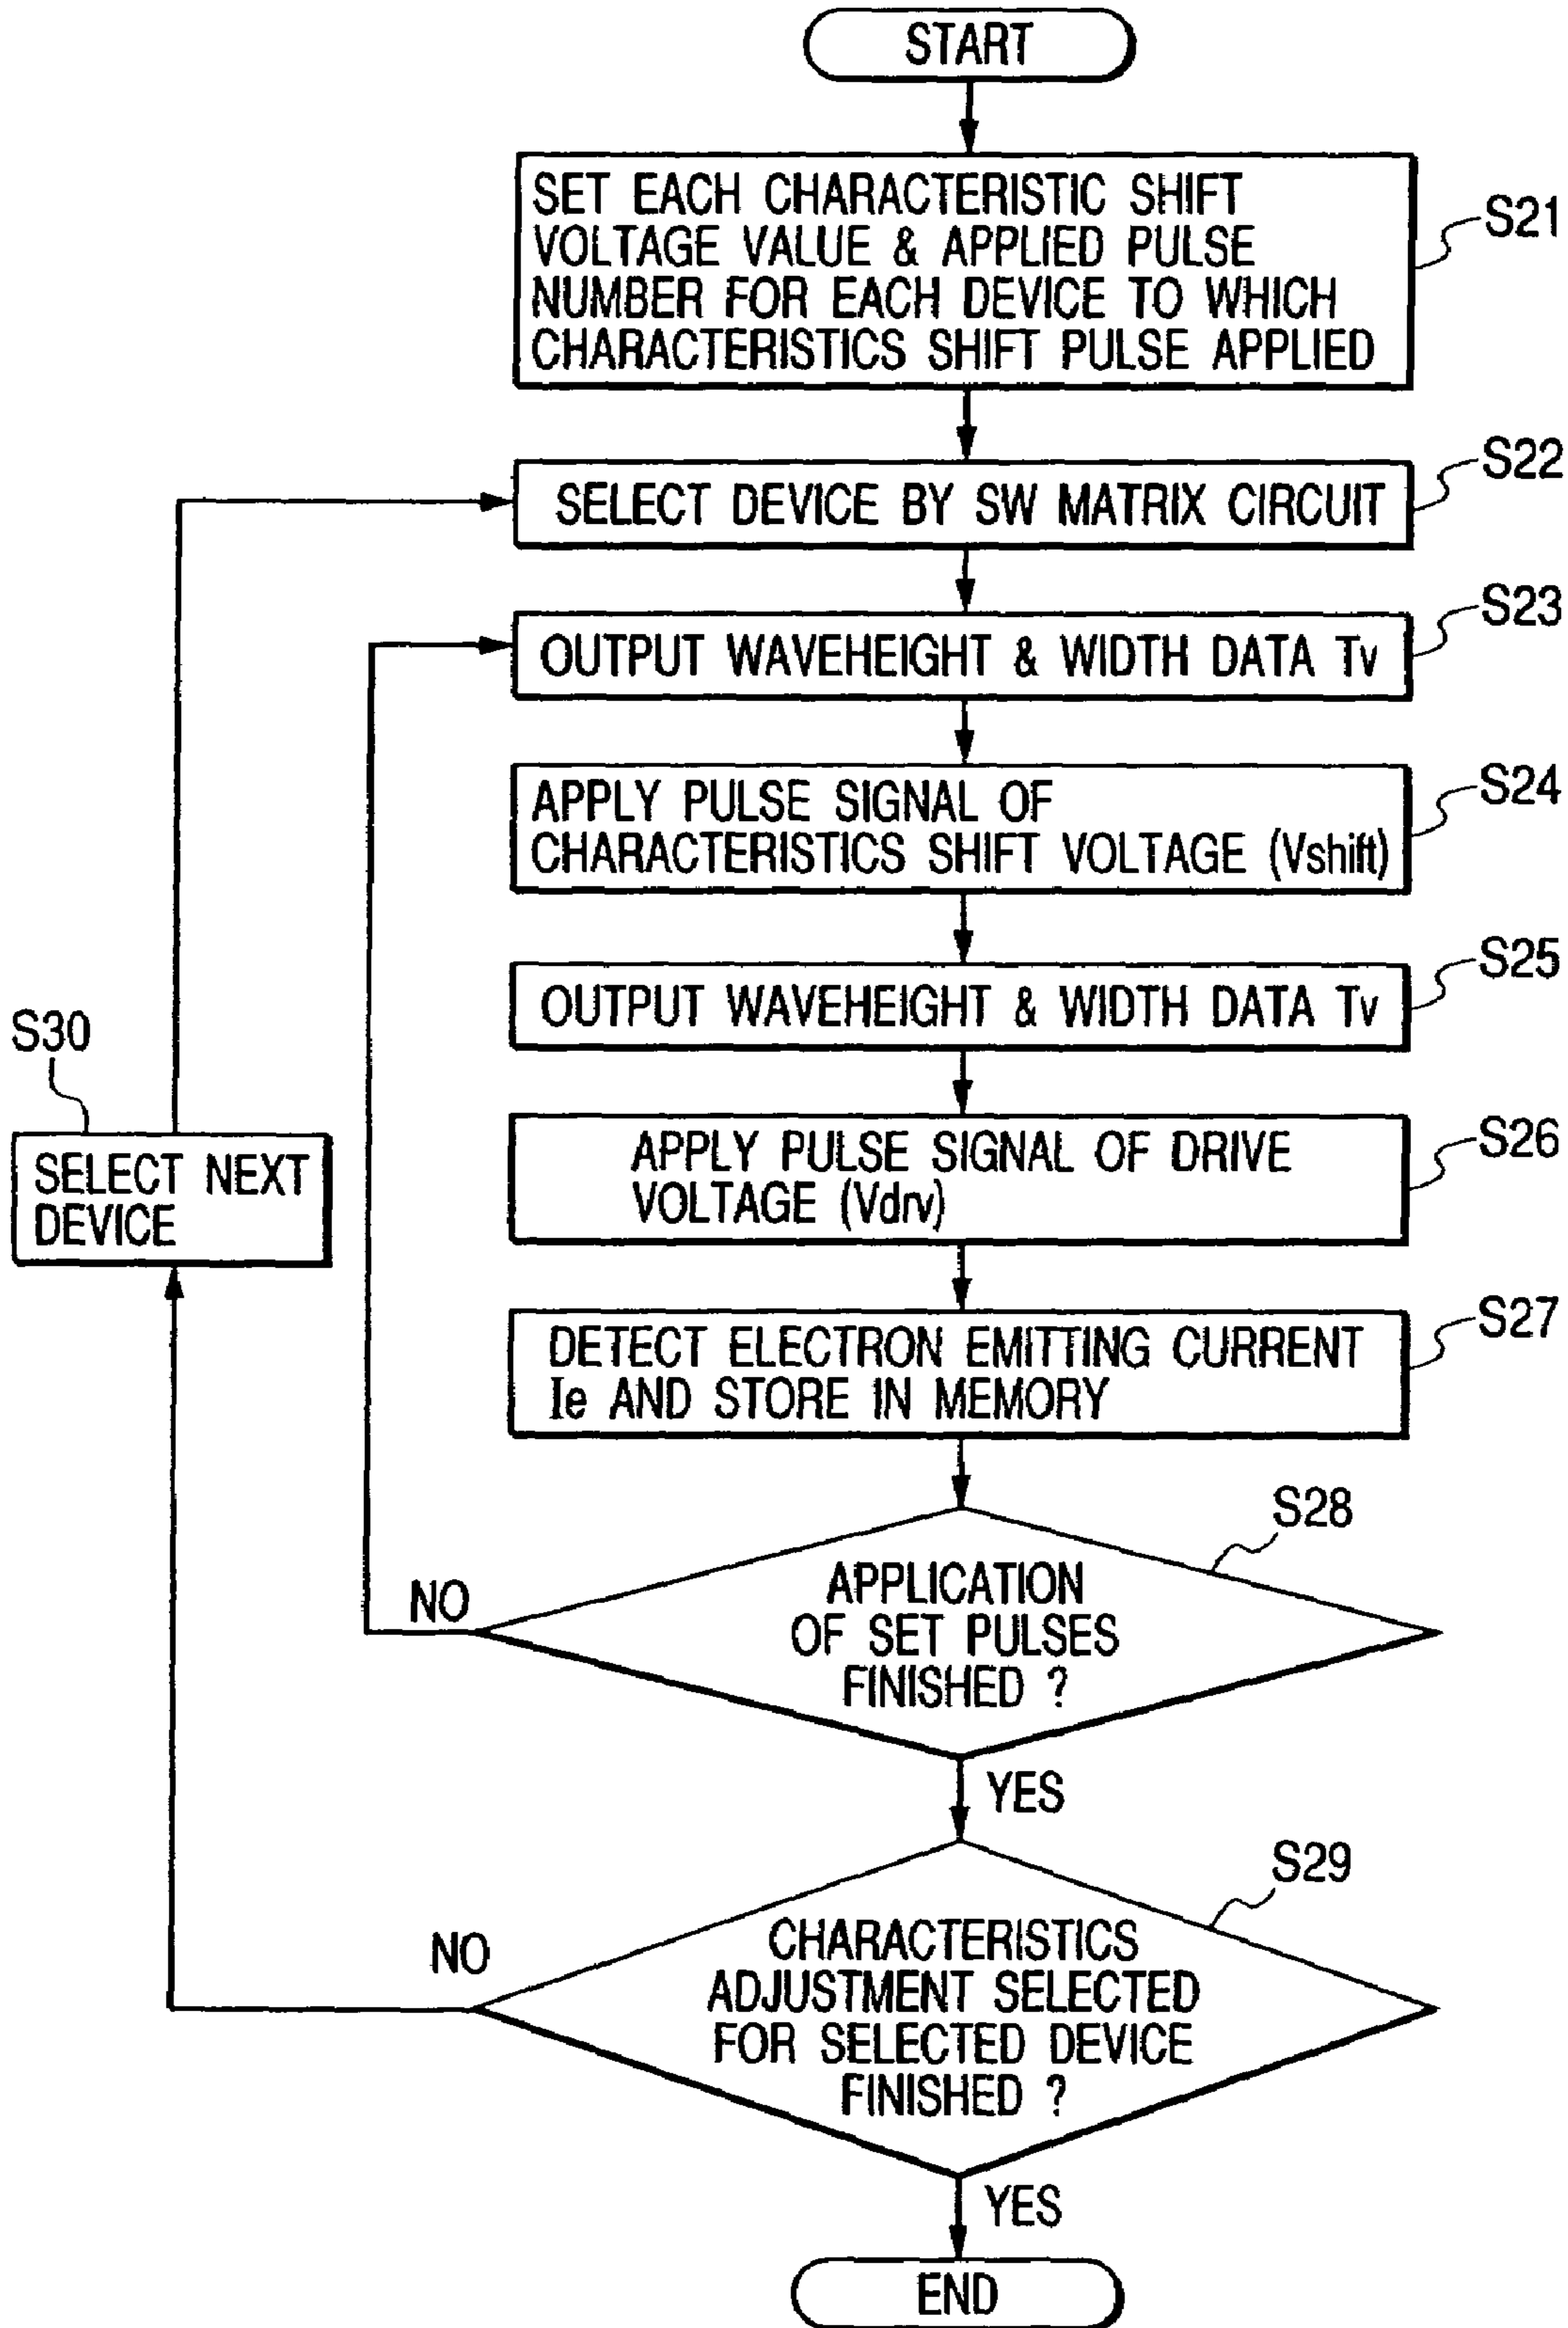 START
SET EACH CHARACTERISTIC SHIFT
VOLTAGE VALUE & APPLIED PULSE
NUMBER FOR EACH DEVICE TO WHICH
CHARACTERISTICS SHIFT PULSE APPLIED
S21
SELECT DEVICE BY SW MATRIX CIRCUIT
S22
OUTPUT WAVEHEIGHT & WIDTH DATA Tv
S23
APPLY PULSE SIGNAL OF
CHARACTERISTICS SHIFT VOLTAGE (Vshift)
S24
OUTPUT WAVEHEIGHT & WIDTH DATA Tv
S25
S30
SELECT NEXT
DEVICE
APPLY PULSE SIGNAL OF DRIVE
VOLTAGE (Vdrv)
S26
DETECT ELECTRON EMITTING CURRENT
Ie AND STORE IN MEMORY
S27
S28
APPLICATION
OF SET PULSES
FINISHED ?
NO
YES
S29
CHARACTERISTICS
ADJUSTMENT SELECTED
FOR SELECTED DEVICE
FINISHED ?
NO
YES
END